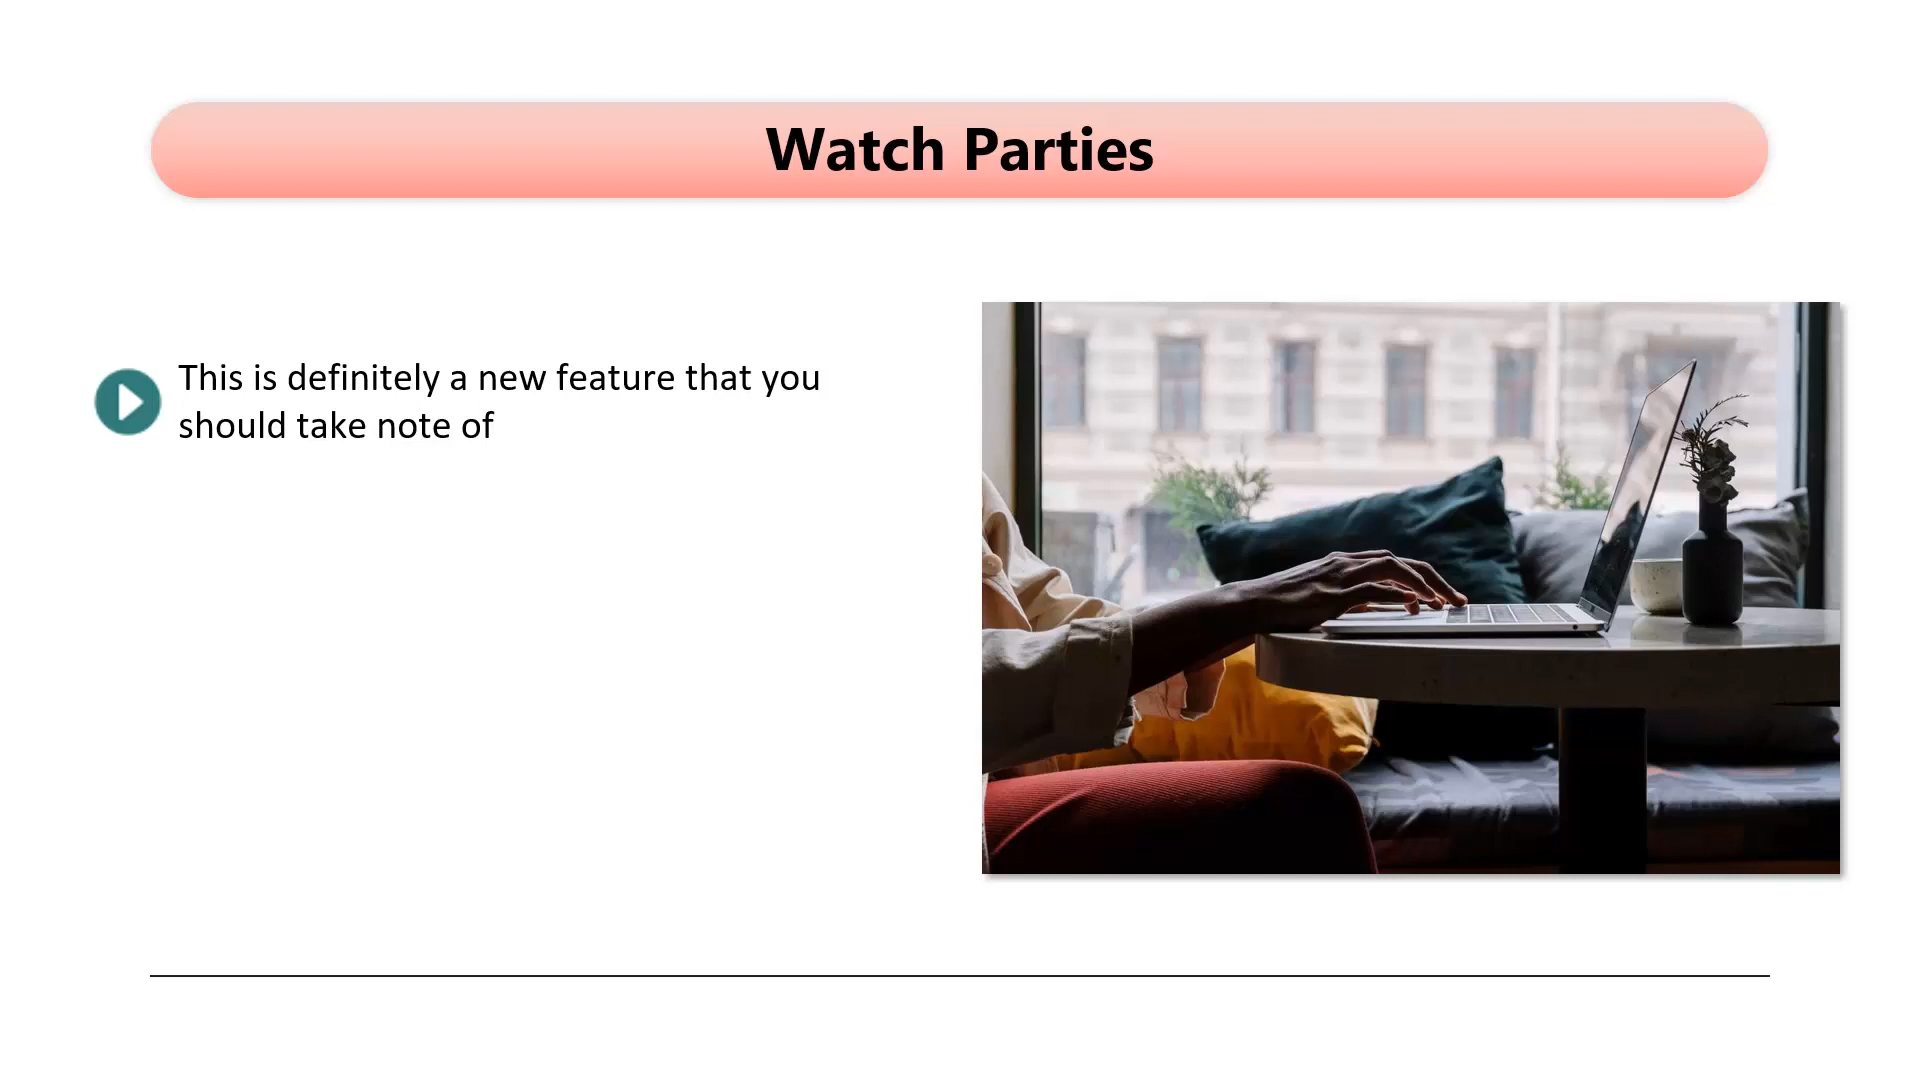 Watch Parties
This is definitely a new feature that you
should take note of